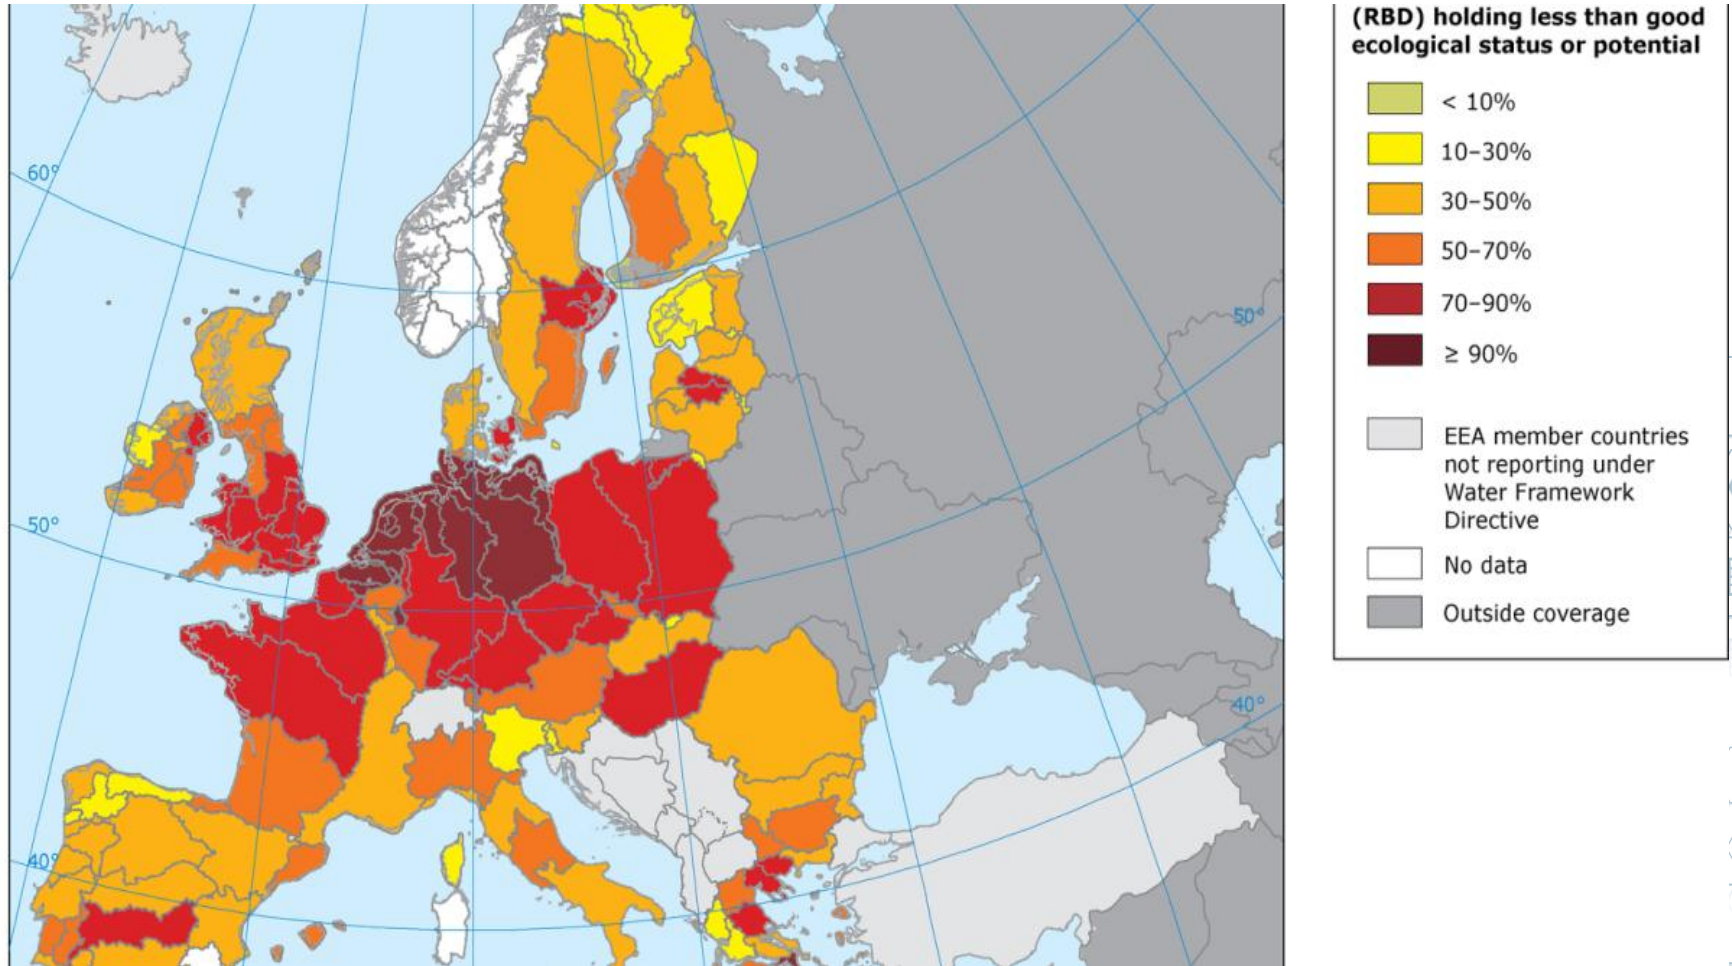 (RBD) holding less than good
ecological status or potential
< 10%
10–30%
30–50%
50–70%
70–90%
≥ 90%
EEA member countries
not reporting under
Water Framework
Directive
No data
Outside coverage
60°
50°
50°
40°
40°